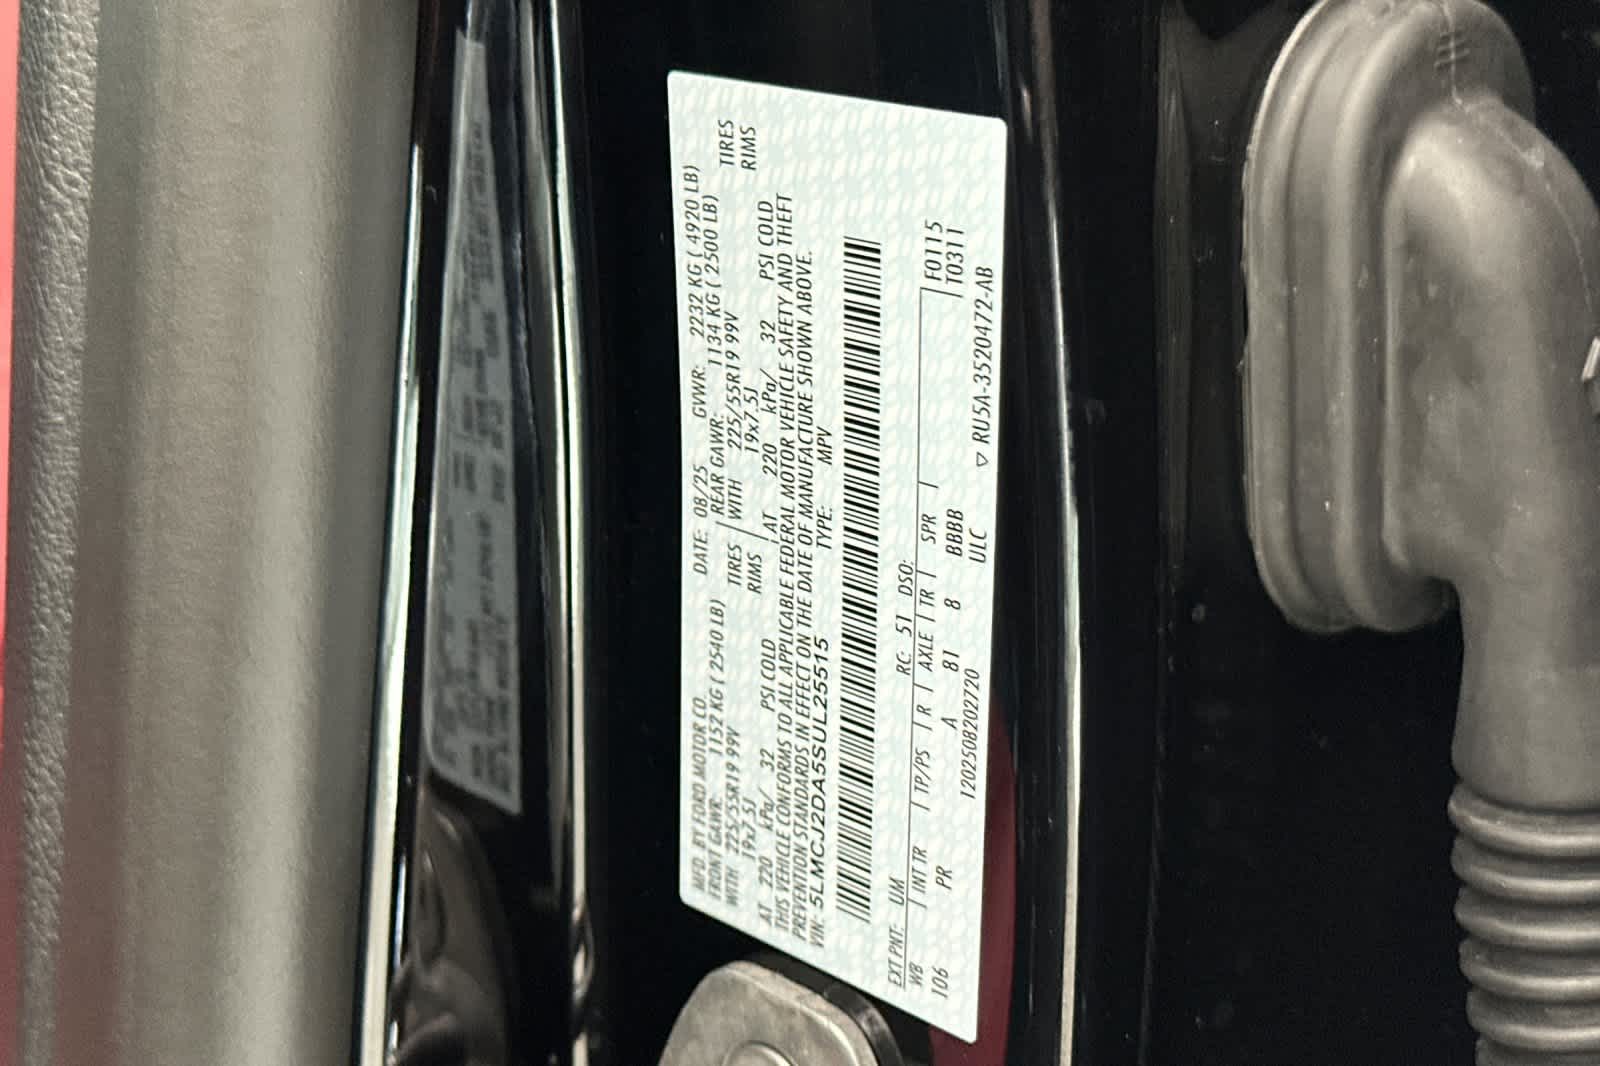 MFD. BY FORD MOTOR CO. DATE: 08/25 GVWR: 2232 KG ( 4920 LB)
FRONT GAWR: 1152 KG ( 2540 LB) REAR GAWR: 1134 KG ( 2500 LB)
WITH 225/55R19 99V TIRES WITH 225/55R19 99V TIRES
19x7.5J RIMS 19x7.5J RIMS
AT 220 kPa/ 32 PSI COLD AT 220 kPa/ 32 PSI COLD
THIS VEHICLE CONFORMS TO ALL APPLICABLE FEDERAL MOTOR VEHICLE SAFETY AND THEFT
PREVENTION STANDARDS IN EFFECT ON THE DATE OF MANUFACTURE SHOWN ABOVE.
VIN: 5LMCJ2DA5SUL25515 TYPE: MPV
EXT PNT: UM RC: 51 DSO: F0115
WB INT TR TP/PS R AXLE TR SPR T0311
106 PR A 81 8 BBBB
1202508202720 ULC ▽ RU5A-3520472-AB